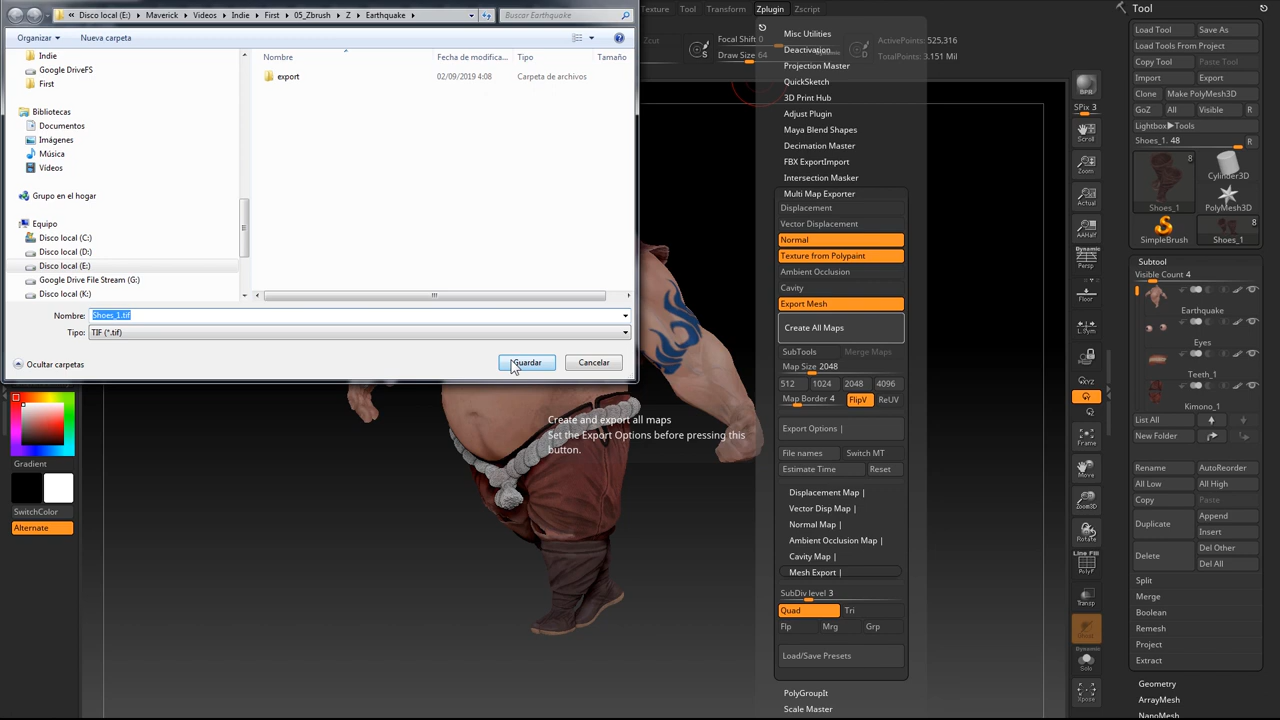 Disco local (E:) ▸ Maverick ▸ Videos ▸ Indie ▸ First ▸ 05_Zbrush ▸ Z ▸ Earthquake ▸
Buscar Earthquake
Organizar
Nueva carpeta
Indie
Google DriveFS
First
Bibliotecas
Documentos
Imágenes
Música
Vídeos
Grupo en el hogar
Equipo
Disco local (C:)
Disco local (D:)
Disco local (E:)
Google Drive File Stream (G:)
Disco local (K:)
Nombre Fecha de modifica... Tipo Tamaño
export 02/09/2019 4:08 Carpeta de archivos
Nombre: Shoes_1.tif
Tipo: TIF (*.tif)
Ocultar carpetas
Guardar
Cancelar
Gradient
SwitchColor
Alternate
Create and export all maps
Set the Export Options before pressing this
button.
Texture Tool Transform Zplugin Zscript
Zcut
S
Focal Shift 0
Draw Size 64
D
ActivePoints: 525,316
TotalPoints: 3.151 Mil
Misc Utilities
Deactivation
Projection Master
QuickSketch
3D Print Hub
Adjust Plugin
Maya Blend Shapes
Decimation Master
FBX ExportImport
Intersection Masker
Multi Map Exporter
Displacement
Vector Displacement
Normal
Texture from Polypaint
Ambient Occlusion
Cavity
Export Mesh
Create All Maps
SubTools Merge Maps
Map Size 2048
512 1024 2048 4096
Map Border 4 FlipV ReUV
Export Options |
File names Switch MT
Estimate Time Reset
Displacement Map |
Vector Disp Map |
Normal Map |
Ambient Occlusion Map |
Cavity Map |
Mesh Export |
SubDiv level 3
Quad Tri
Flp Mrg Grp
Load/Save Presets
PolyGroupIt
Scale Master
BPR
SPix 3
Scroll
Zoom
Actual
AAHalf
Dynamic
Persp
Floor
L.Sym
XYZ
Frame
Move
Zoom3D
Rotate
Line Fill
PolyF
Transp
Ghost
Dynamic
Solo
Xpose
Tool
Load Tool Save As
Load Tools From Project
Copy Tool Paste Tool
Import Export
Clone Make PolyMesh3D
GoZ All Visible R
Lightbox▶Tools
Shoes_1. 48 R
8
Shoes_1
Cylinder3D
PolyMesh3D
SimpleBrush
8
Shoes_1
Subtool
Visible Count 4
Earthquake
Eyes
Teeth_1
Kimono_1
List All
New Folder
Rename AutoReorder
All Low All High
Copy Paste
Duplicate Append
Insert
Delete Del Other
Del All
Split
Merge
Boolean
Remesh
Project
Extract
Geometry
ArrayMesh
NanoMesh